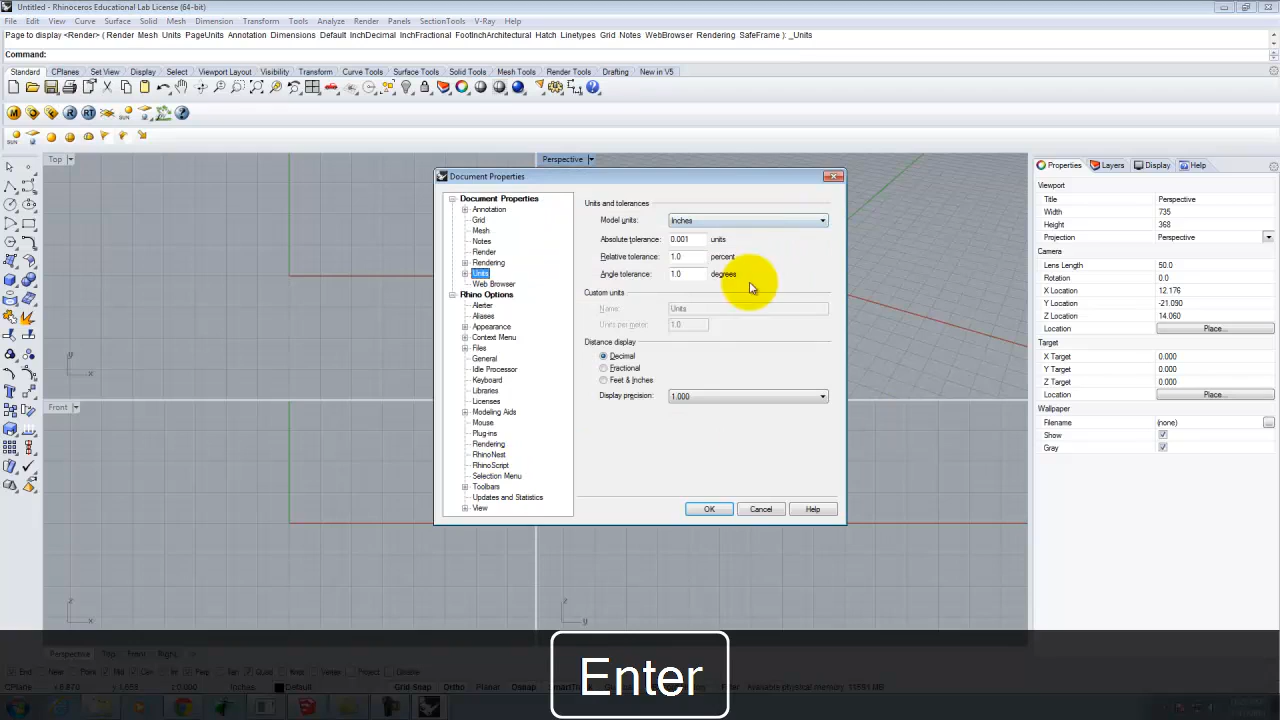 Untitled - Rhinoceros Educational Lab License (64-bit)
File Edit View Curve Surface Solid Mesh Dimension Transform Tools Analyze Render Panels SectionTools V-Ray Help
Page to display <Render> ( Render Mesh Units PageUnits Annotation Dimensions Default InchDecimal InchFractional FootInchArchitectural Hatch Linetypes Grid Notes WebBrowser Rendering SafeFrame ): _Units
Command:
Standard CPlanes Set View Display Select Viewport Layout Visibility Transform Curve Tools Surface Tools Solid Tools Mesh Tools Render Tools Drafting New in V5
Top
Perspective
Front
Document Properties
Document Properties
Annotation
Grid
Mesh
Notes
Render
Rendering
Units
Web Browser
Rhino Options
Alerter
Aliases
Appearance
Context Menu
Files
General
Idle Processor
Keyboard
Libraries
Licenses
Modeling Aids
Mouse
Plug-ins
Rendering
RhinoNest
RhinoScript
Selection Menu
Toolbars
Updates and Statistics
View
Units and tolerances
Model units: Inches
Absolute tolerance: 0.001 units
Relative tolerance: 1.0 percent
Angle tolerance: 1.0 degrees
Custom units
Name: Units
Units per meter: 1.0
Distance display
Decimal
Fractional
Feet & Inches
Display precision: 1.000
OK Cancel Help
Properties Layers Display Help
Viewport
Title Perspective
Width 735
Height 368
Projection Perspective
Camera
Lens Length 50.0
Rotation 0.0
X Location 12.176
Y Location -21.090
Z Location 14.060
Location Place...
Target
X Target 0.000
Y Target 0.000
Z Target 0.000
Location Place...
Wallpaper
Filename (none)
Show
Gray
Perspective Top Front Right
Enter